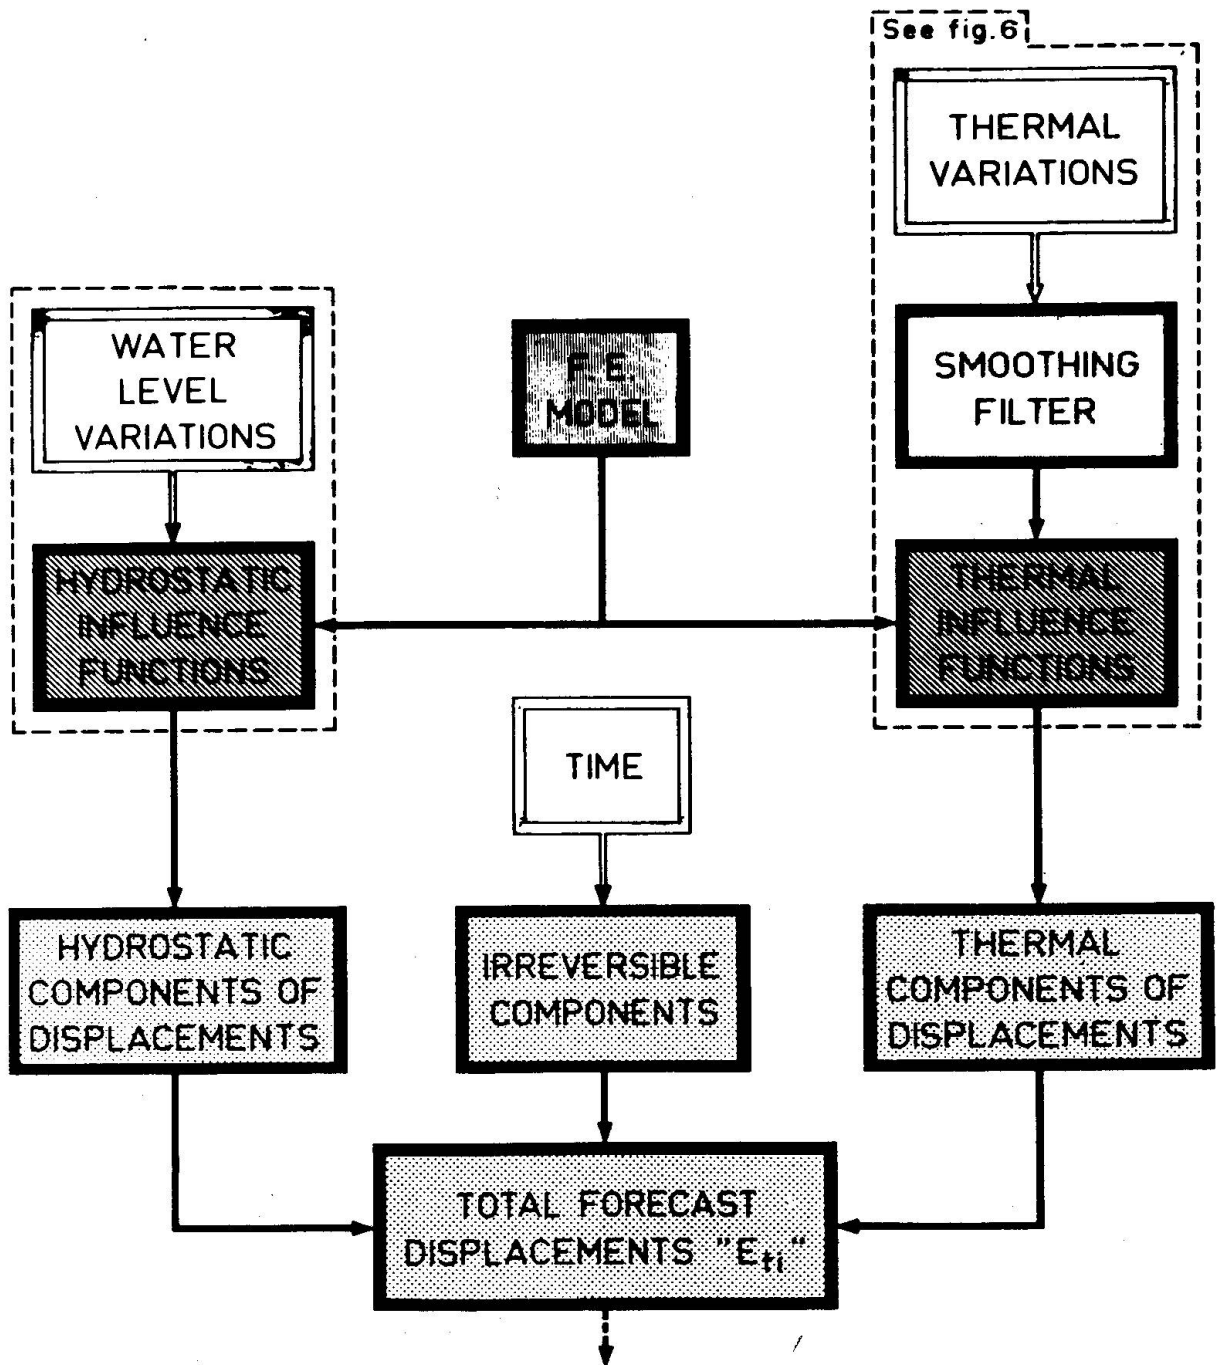 See fig.6
THERMAL
VARIATIONS
WATER
LEVEL
VARIATIONS
F. E.
MODEL
SMOOTHING
FILTER
HYDROSTATIC
INFLUENCE
FUNCTIONS
THERMAL
INFLUENCE
FUNCTIONS
TIME
HYDROSTATIC
COMPONENTS OF
DISPLACEMENTS
IRREVERSIBLE
COMPONENTS
THERMAL
COMPONENTS OF
DISPLACEMENTS
TOTAL FORECAST
DISPLACEMENTS "Eti"